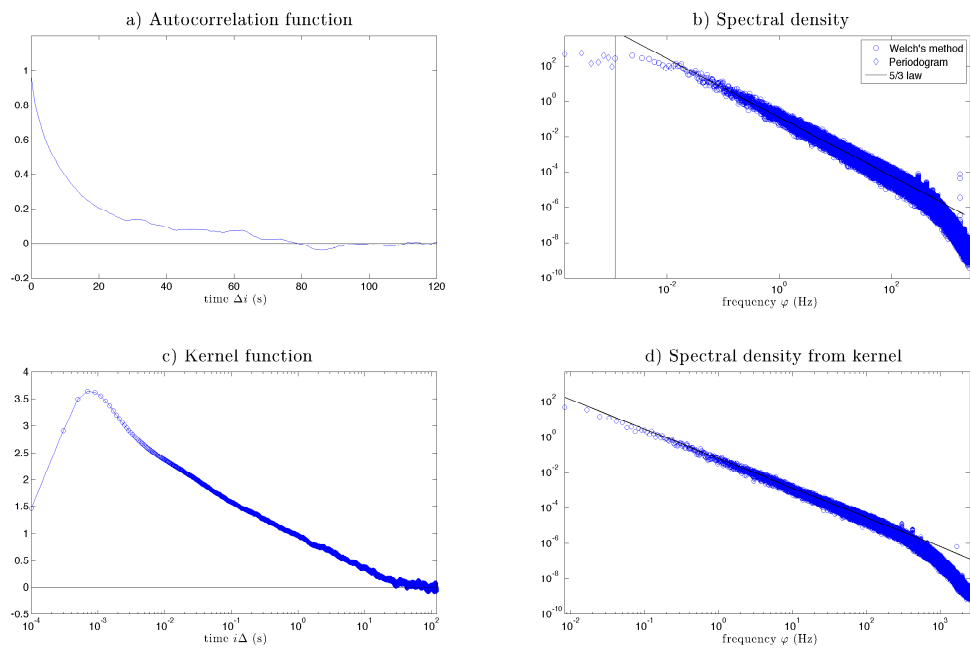 a) Autocorrelation function
1
0.8
0.6
0.4
0.2
0
-0.2
0 20 40 60 80 100 120
time Δi (s)
b) Spectral density
Welch's method
Periodogram
5/3 law
10^2
10^0
10^-2
10^-4
10^-6
10^-8
10^-10
10^-2 10^0 10^2
frequency φ (Hz)
c) Kernel function
4
3.5
3
2.5
2
1.5
1
0.5
0
-0.5
10^-4 10^-3 10^-2 10^-1 10^0 10^1 10^2
time iΔ (s)
d) Spectral density from kernel
10^2
10^0
10^-2
10^-4
10^-6
10^-8
10^-10
10^-2 10^-1 10^0 10^1 10^2 10^3
frequency φ (Hz)